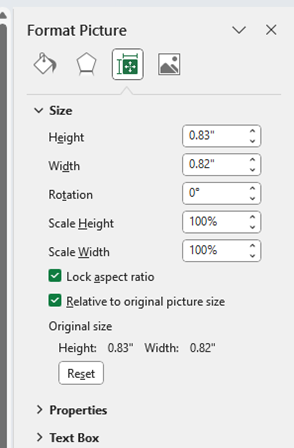 Format Picture
Size
Height 0.83"
Width 0.82"
Rotation 0°
Scale Height 100%
Scale Width 100%
Lock aspect ratio
Relative to original picture size
Original size
Height: 0.83" Width: 0.82"
Reset
Properties
Text Box